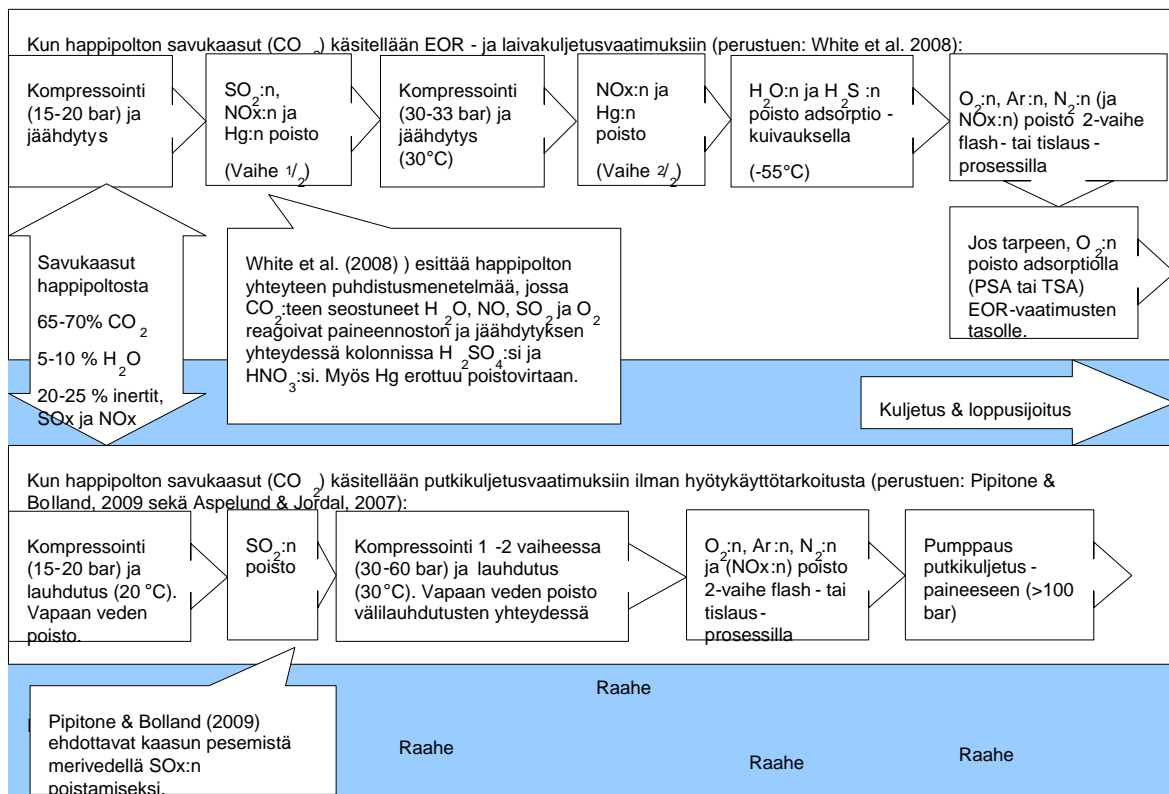 Kun happipolton savukaasut (CO2) käsitellään EOR - ja laivakuljetusvaatimuksiin (perustuen: White et al. 2008):
Kompressointi
(15-20 bar) ja
jäähdytys
SO2:n,
NOx:n ja
Hg:n poisto
(Vaihe 1/2)
Kompressointi
(30-33 bar) ja
jäähdytys
(30°C)
NOx:n ja
Hg:n
poisto
(Vaihe 2/2)
H2O:n ja H2S :n
poisto adsorptio -
kuivauksella
(-55°C)
O2:n, Ar:n, N2:n (ja
NOx:n) poisto 2-vaihe
flash- tai tislaus -
prosessilla
Jos tarpeen, O2:n
poisto adsorptiolla
(PSA tai TSA)
EOR-vaatimusten
tasolle.
Savukaasut
happipoltosta
65-70% CO2
5-10 % H2O
20-25 % inertit,
SOx ja NOx
White et al. (2008) ) esittää happipolton
yhteyteen puhdistusmenetelmää, jossa
CO2:teen seostuneet H2O, NO, SO2 ja O2
reagoivat paineennoston ja jäähdytyksen
yhteydessä kolonnissa H2SO4:si ja
HNO3:si. Myös Hg erottuu poistovirtaan.
Kuljetus & loppusijoitus
Kun happipolton savukaasut (CO2) käsitellään putkikuljetusvaatimuksiin ilman hyötykäyttötarkoitusta (perustuen: Pipitone &
Bolland, 2009 sekä Aspelund & Jordal, 2007):
Kompressointi
(15-20 bar) ja
lauhdutus (20 °C).
Vapaan veden
poisto.
SO2:n
poisto
Kompressointi 1 -2 vaiheessa
(30-60 bar) ja lauhdutus
(30°C). Vapaan veden poisto
välilauhdutusten yhteydessä
O2:n, Ar:n, N2:n
ja (NOx:n) poisto
2-vaihe flash - tai
tislaus-
prosessilla
Pumppaus
putkikuljetus -
paineeseen (>100
bar)
Pipitone & Bolland (2009)
ehdottavat kaasun pesemistä
merivedellä SOx:n
poistamiseksi.
Raahe
Raahe
Raahe
Raahe